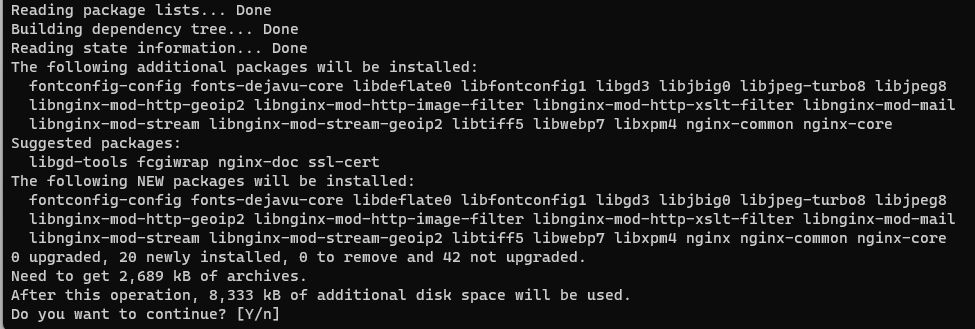 Reading package lists... Done
Building dependency tree... Done
Reading state information... Done
The following additional packages will be installed:
  fontconfig-config fonts-dejavu-core libdeflate0 libfontconfig1 libgd3 libjbig0 libjpeg-turbo8 libjpeg8
  libnginx-mod-http-geoip2 libnginx-mod-http-image-filter libnginx-mod-http-xslt-filter libnginx-mod-mail
  libnginx-mod-stream libnginx-mod-stream-geoip2 libtiff5 libwebp7 libxpm4 nginx-common nginx-core
Suggested packages:
  libgd-tools fcgiwrap nginx-doc ssl-cert
The following NEW packages will be installed:
  fontconfig-config fonts-dejavu-core libdeflate0 libfontconfig1 libgd3 libjbig0 libjpeg-turbo8 libjpeg8
  libnginx-mod-http-geoip2 libnginx-mod-http-image-filter libnginx-mod-http-xslt-filter libnginx-mod-mail
  libnginx-mod-stream libnginx-mod-stream-geoip2 libtiff5 libwebp7 libxpm4 nginx nginx-common nginx-core
0 upgraded, 20 newly installed, 0 to remove and 42 not upgraded.
Need to get 2,689 kB of archives.
After this operation, 8,333 kB of additional disk space will be used.
Do you want to continue? [Y/n]